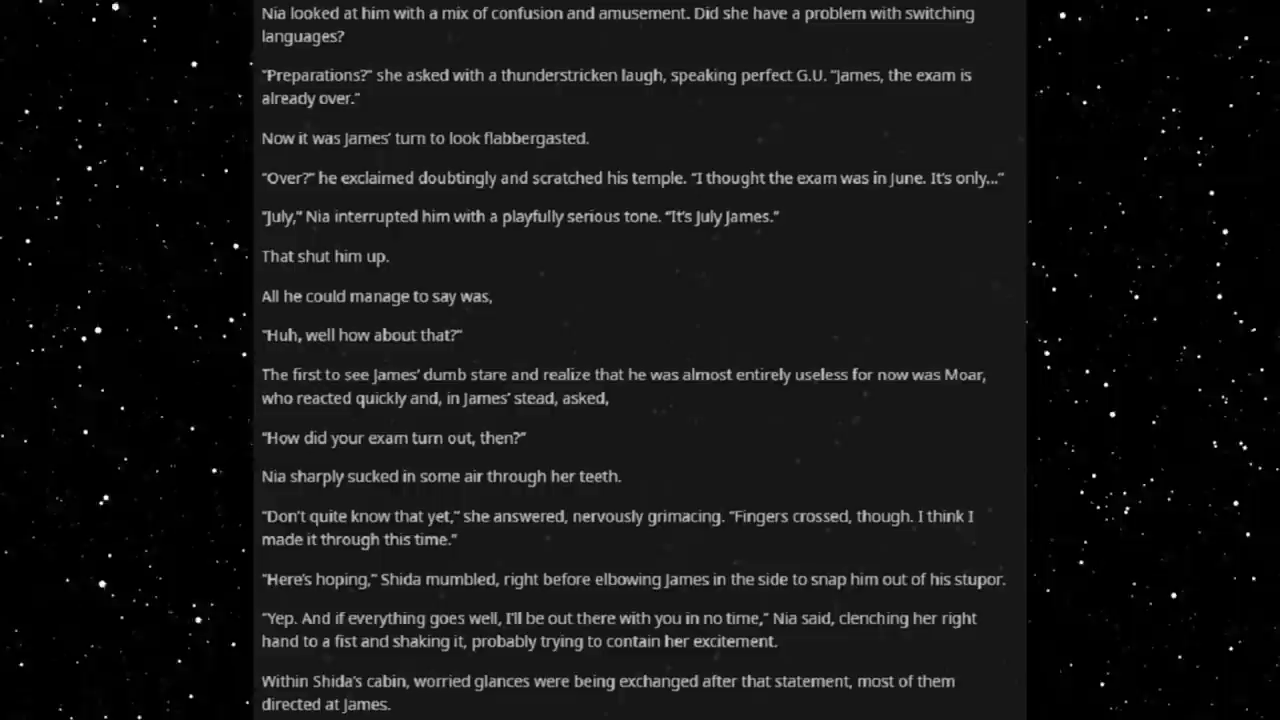 Nia looked at him with a mix of confusion and amusement. Did she have a problem with switching
languages?
“Preparations?” she asked with a thunderstricken laugh, speaking perfect G.U. “James, the exam is
already over.”
Now it was James’ turn to look flabbergasted.
“Over?” he exclaimed doubtingly and scratched his temple. “I thought the exam was in June. It’s only...”
“July,” Nia interrupted him with a playfully serious tone. “It’s July James.”
That shut him up.
All he could manage to say was,
“Huh, well how about that?”
The first to see James’ dumb stare and realize that he was almost entirely useless for now was Moar,
who reacted quickly and, in James’ stead, asked,
“How did your exam turn out, then?”
Nia sharply sucked in some air through her teeth.
“Don’t quite know that yet,” she answered, nervously grimacing. “Fingers crossed, though. I think I
made it through this time.”
“Here’s hoping,” Shida mumbled, right before elbowing James in the side to snap him out of his stupor.
“Yep. And if everything goes well, I’ll be out there with you in no time,” Nia said, clenching her right
hand to a fist and shaking it, probably trying to contain her excitement.
Within Shida’s cabin, worried glances were being exchanged after that statement, most of them
directed at James.